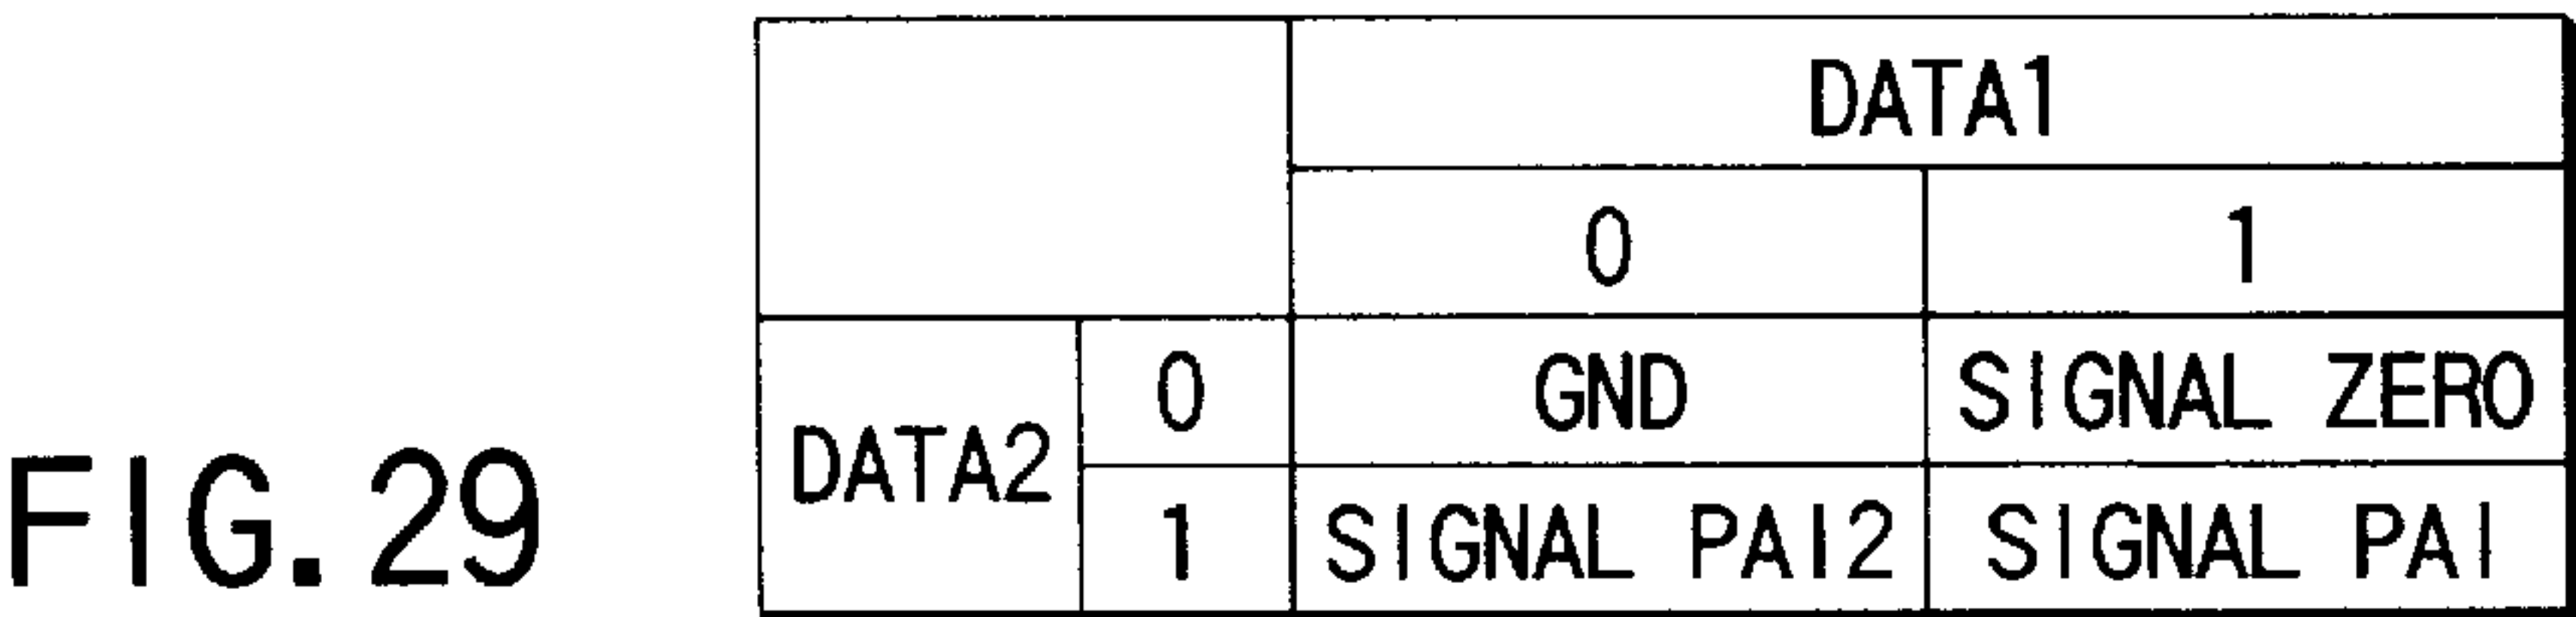 DATA1
0 1
0 GND SIGNAL ZERO
DATA2
1 SIGNAL PAI2 SIGNAL PAI
FIG.29